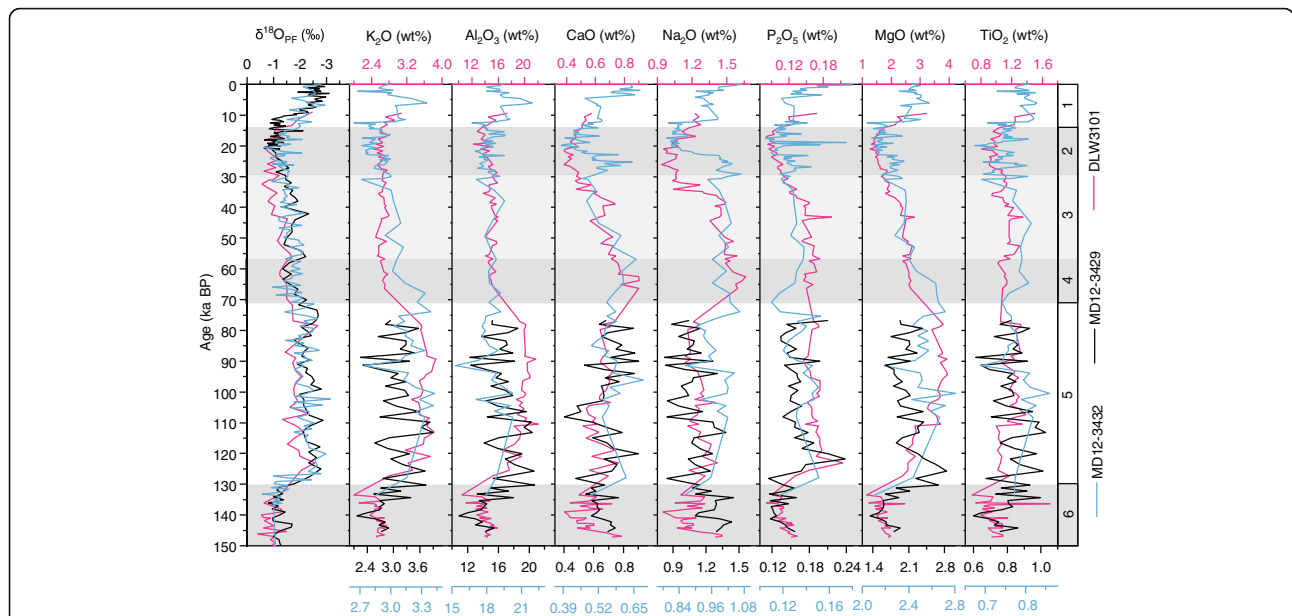 δ18OPF (‰) K2O (wt%) Al2O3 (wt%) CaO (wt%) Na2O (wt%) P2O5 (wt%) MgO (wt%) TiO2 (wt%)
0 -1 -2 -3 2.4 3.2 4.0 12 16 20 0.4 0.6 0.8 0.9 1.2 1.5 0.12 0.18 1 2 3 4 0.8 1.2 1.6
Age (ka BP)
0
10
20
30
40
50
60
70
80
90
100
110
120
130
140
150
1
2
3
4
5
6
DLW3101
MD12-3429
MD12-3432
2.4 3.0 3.6 12 16 20 0.4 0.6 0.8 0.9 1.2 1.5 0.12 0.18 0.24 1.4 2.1 2.8 0.6 0.8 1.0
2.7 3.0 3.3 15 18 21 0.39 0.52 0.65 0.84 0.96 1.08 0.12 0.16 2.0 2.4 2.8 0.7 0.8